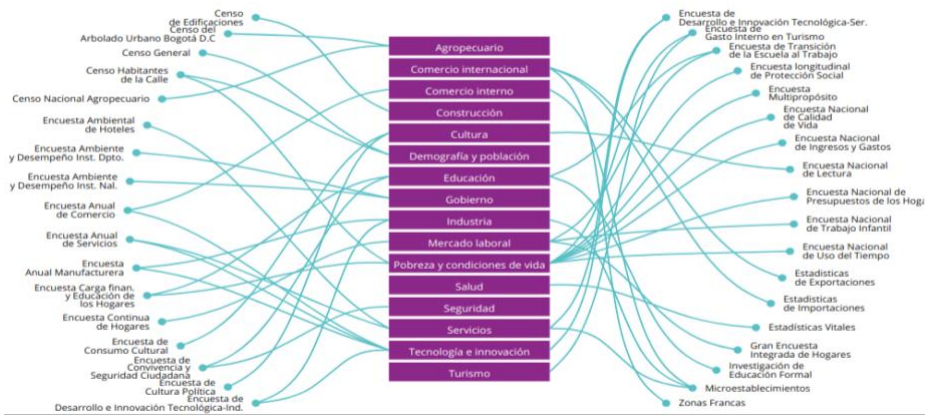 Censo
de Edificaciones
Censo del
Arbolado Urbano Bogotá D.C
Censo General
Censo Habitantes
de la Calle
Censo Nacional Agropecuario
Encuesta Ambiental
de Hoteles
Encuesta Ambiente
y Desempeño Inst. Dpto.
Encuesta Ambiente
y Desempeño Inst. Nal.
Encuesta Anual
de Comercio
Encuesta Anual
de Servicios
Encuesta
Anual Manufacturera
Encuesta Carga finan.
y Educación de
los Hogares
Encuesta Continua
de Hogares
Encuesta de
Consumo Cultural
Encuesta de
Convivencia y
Seguridad Ciudadana
Encuesta de
Cultura Política
Encuesta de
Desarrollo e Innovación Tecnológica-Ind.
Agropecuario
Comercio internacional
Comercio interno
Construcción
Cultura
Demografía y población
Educación
Gobierno
Industria
Mercado laboral
Pobreza y condiciones de vida
Salud
Seguridad
Servicios
Tecnología e innovación
Turismo
Encuesta de
Desarrollo e Innovación Tecnológica-Ser.
Encuesta de
Gasto Interno en Turismo
Encuesta de Transición
de la Escuela al Trabajo
Encuesta longitudinal
de Protección Social
Encuesta
Multipropósito
Encuesta Nacional
de Calidad
de Vida
Encuesta Nacional
de Ingresos y Gastos
Encuesta Nacional
de Lectura
Encuesta Nacional de
Presupuestos de los Hoga
Encuesta Nacional
de Trabajo Infantil
Encuesta Nacional
de Uso del Tiempo
Estadísticas
de Exportaciones
Estadísticas
de Importaciones
Estadísticas Vitales
Gran Encuesta
Integrada de Hogares
Investigación de
Educación Formal
Microestablecimientos
Zonas Francas